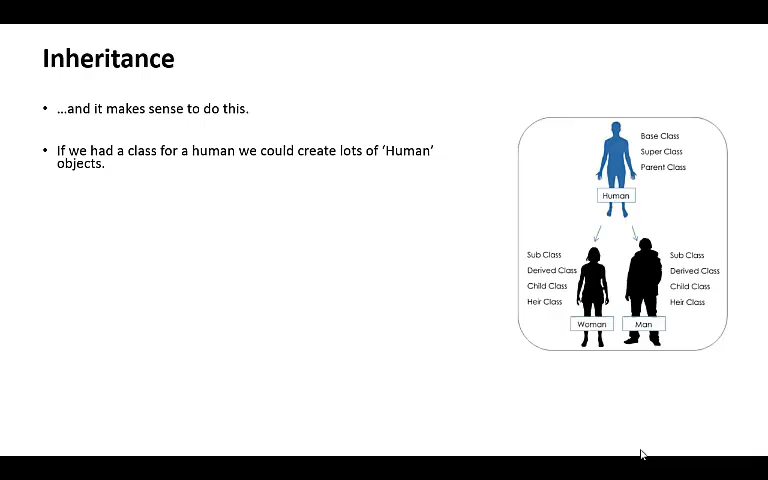 Inheritance
• …and it makes sense to do this.
• If we had a class for a human we could create lots of ‘Human’
objects.
Base Class
Super Class
Parent Class
Human
Sub Class
Derived Class
Child Class
Heir Class
Sub Class
Derived Class
Child Class
Heir Class
Woman
Man